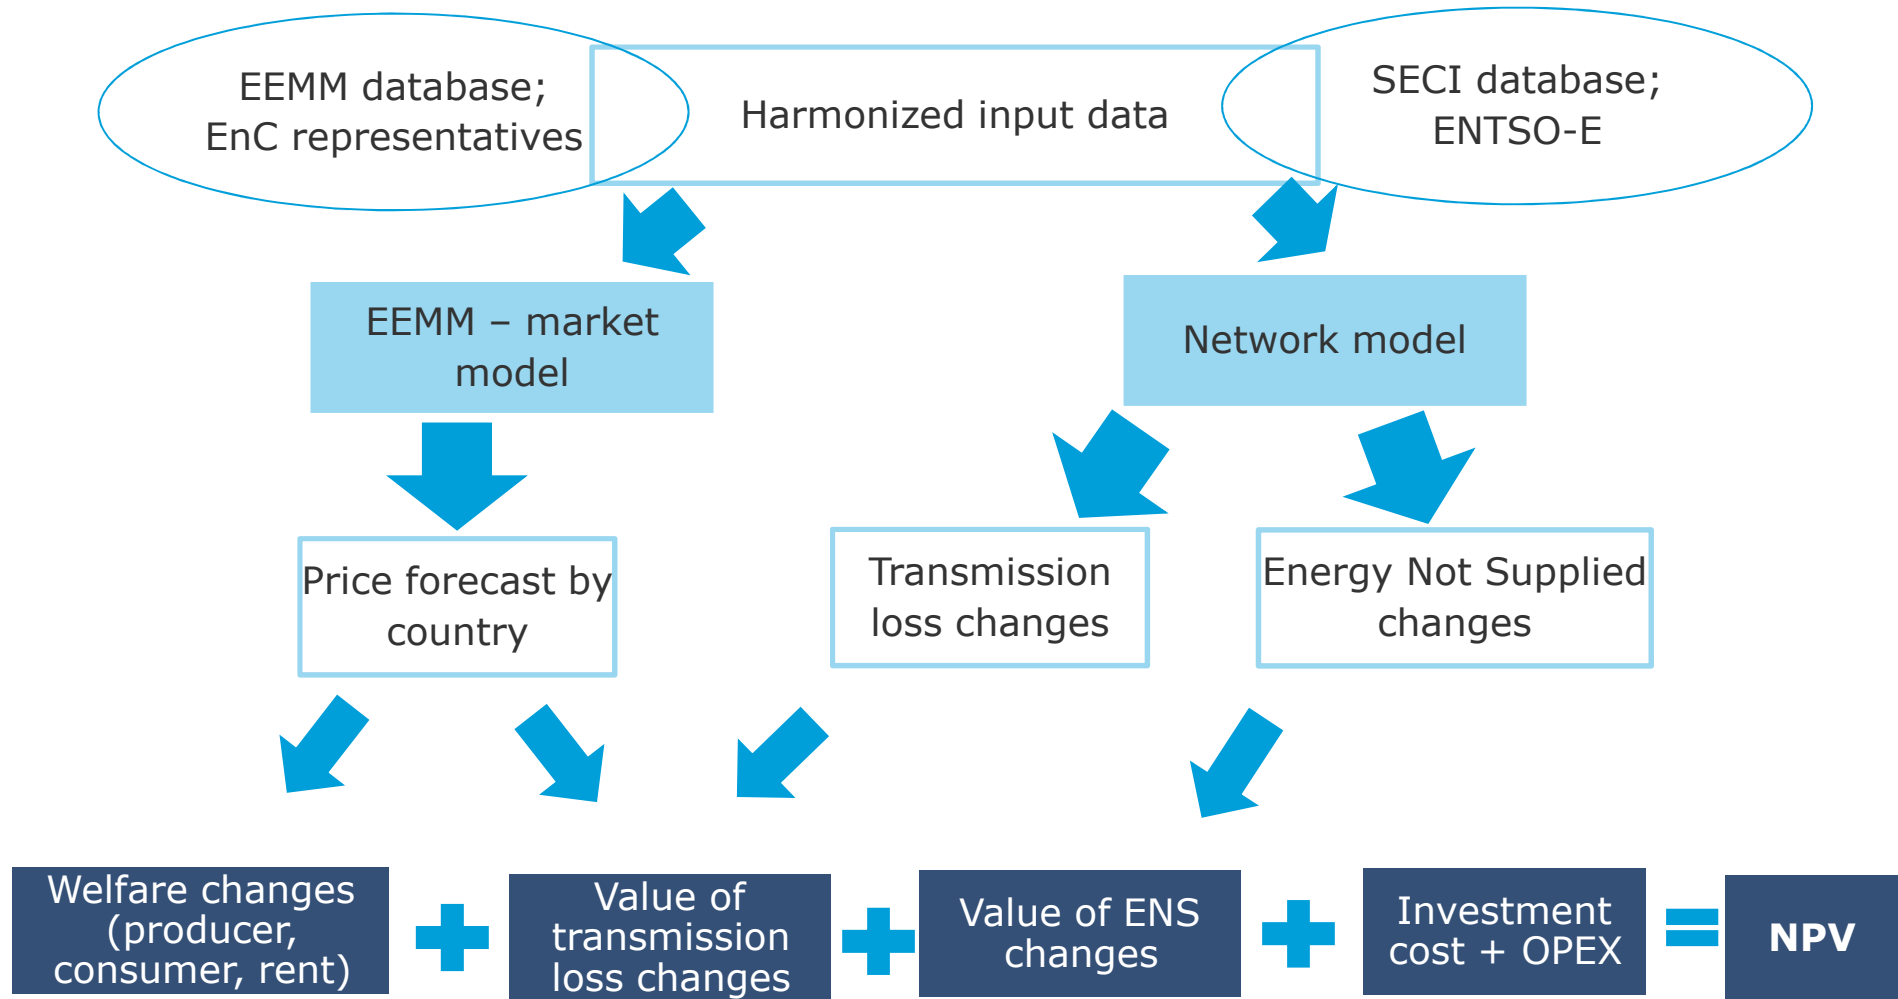 EEMM database;
EnC representatives
Harmonized input data
SECI database;
ENTSO-E
EEMM – market
model
Network model
Price forecast by
country
Transmission
loss changes
Energy Not Supplied
changes
Welfare changes
(producer,
consumer, rent)
Value of
transmission
loss changes
Value of ENS
changes
Investment
cost + OPEX
NPV